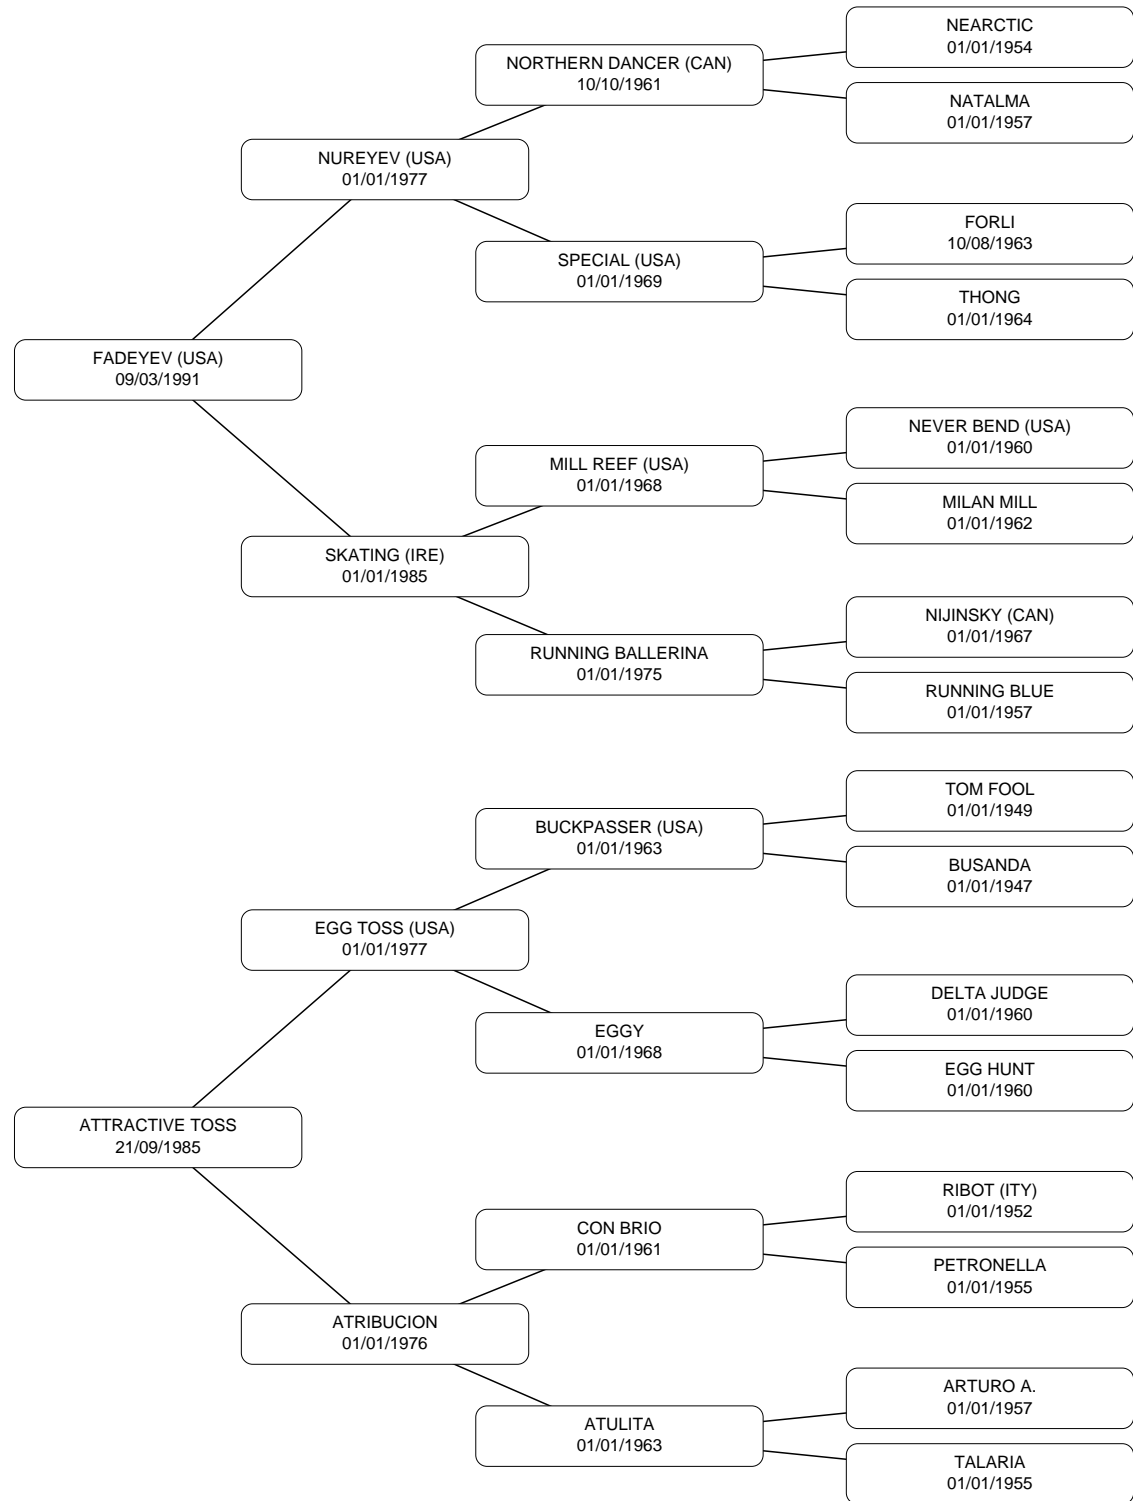 NEARCTIC
01/01/1954
NORTHERN DANCER (CAN)
10/10/1961
NATALMA
01/01/1957
NUREYEV (USA)
01/01/1977
FORLI
10/08/1963
SPECIAL (USA)
01/01/1969
THONG
01/01/1964
FADEYEV (USA)
09/03/1991
NEVER BEND (USA)
01/01/1960
MILL REEF (USA)
01/01/1968
MILAN MILL
01/01/1962
SKATING (IRE)
01/01/1985
NIJINSKY (CAN)
01/01/1967
RUNNING BALLERINA
01/01/1975
RUNNING BLUE
01/01/1957
TOM FOOL
01/01/1949
BUCKPASSER (USA)
01/01/1963
BUSANDA
01/01/1947
EGG TOSS (USA)
01/01/1977
DELTA JUDGE
01/01/1960
EGGY
01/01/1968
EGG HUNT
01/01/1960
ATTRACTIVE TOSS
21/09/1985
RIBOT (ITY)
01/01/1952
CON BRIO
01/01/1961
PETRONELLA
01/01/1955
ATRIBUCION
01/01/1976
ARTURO A.
01/01/1957
ATULITA
01/01/1963
TALARIA
01/01/1955